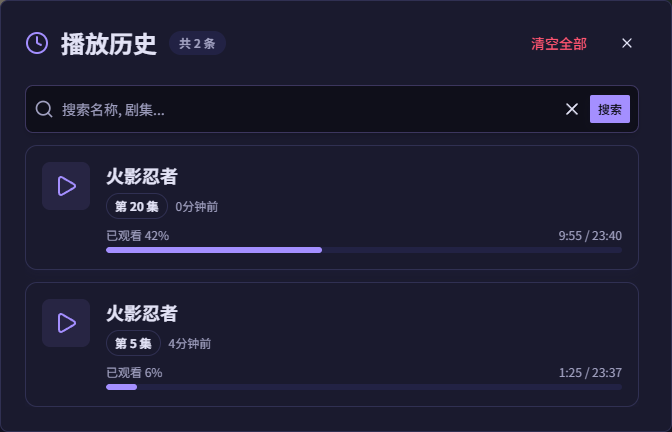 播放历史 共 2 条 清空全部
搜索名称, 剧集... 搜索
火影忍者
第 20 集 0分钟前
已观看 42% 9:55 / 23:40
火影忍者
第 5 集 4分钟前
已观看 6% 1:25 / 23:37